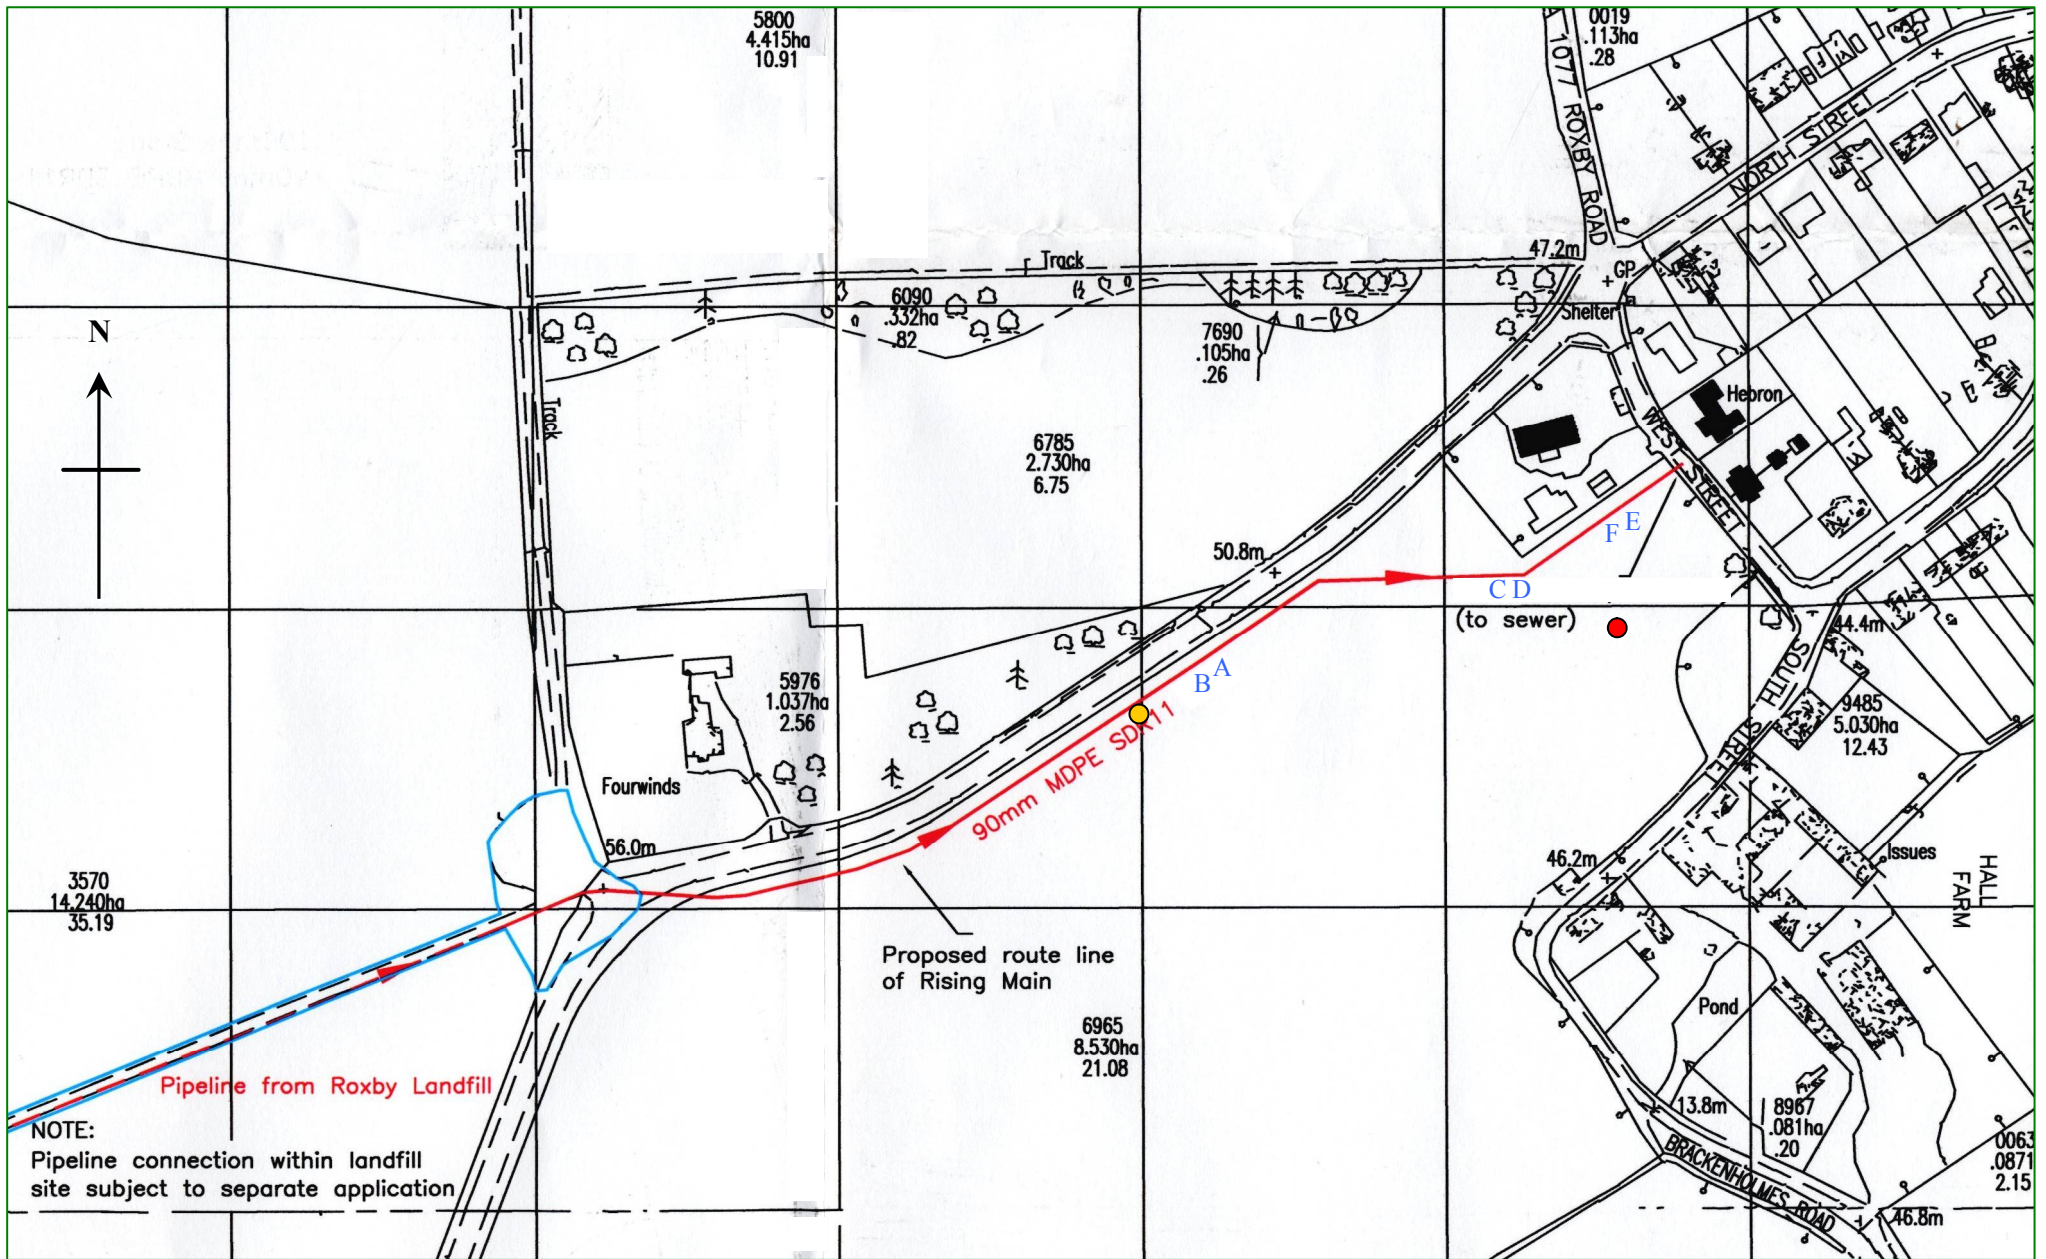 5800
4.415ha
10.91
0019
.113ha
.28
1077 ROXBY ROAD
NORTH STREE
47.2m
Track
GP
Shelter
6090
.332ha
.82
7690
.105ha
.26
N
Track
Hebron
WEST STREET
6785
2.730ha
6.75
50.8m
F E
C D
(to sewer)
44.4m
A
B
SOUTH STREET
5976
1.037ha
2.56
9485
5.030ha
12.43
90mm MDPE SDR11
Fourwinds
56.0m
46.2m
Issues
HALL
FARM
3570
14.240ha
35.19
Proposed route line
of Rising Main
Pond
6965
8.530ha
21.08
Pipeline from Roxby Landfill
NOTE:
Pipeline connection within landfill
site subject to separate application
13.8m
8967
.081ha
.20
BRACKENHOLMES ROAD
0063
.0871
2.15
46.8m